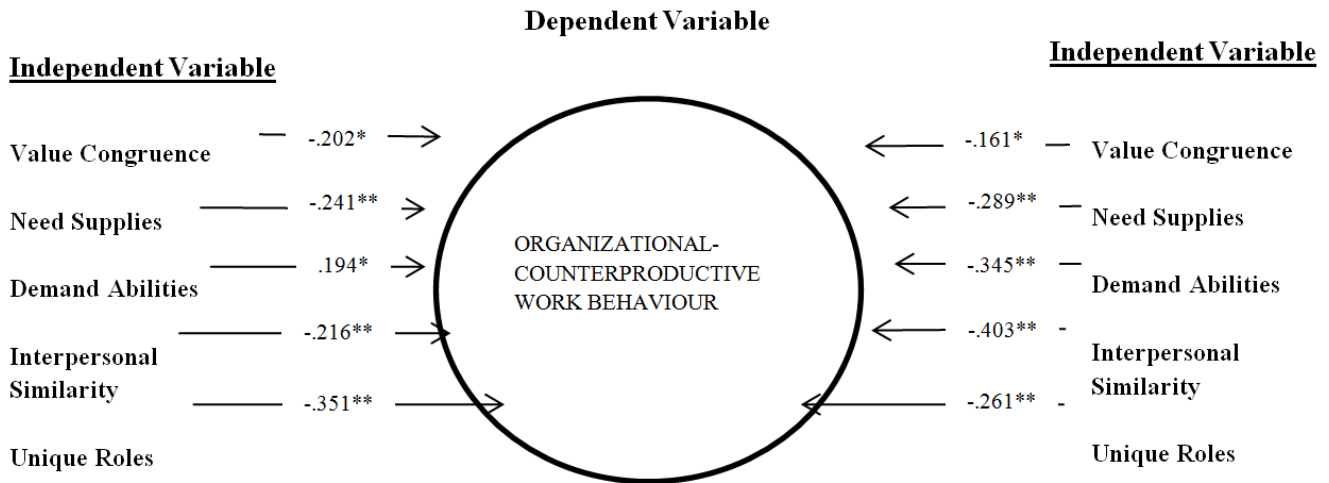 Dependent Variable
Independent Variable
-.202*
Value Congruence
-.241**
Need Supplies
.194*
Demand Abilities
-.216**
Interpersonal
Similarity
-.351**
Unique Roles
ORGANIZATIONAL-
COUNTERPRODUCTIVE
WORK BEHAVIOUR
Independent Variable
-.161*
Value Congruence
-.289**
Need Supplies
-.345**
Demand Abilities
-.403**
Interpersonal
Similarity
-.261**
Unique Roles